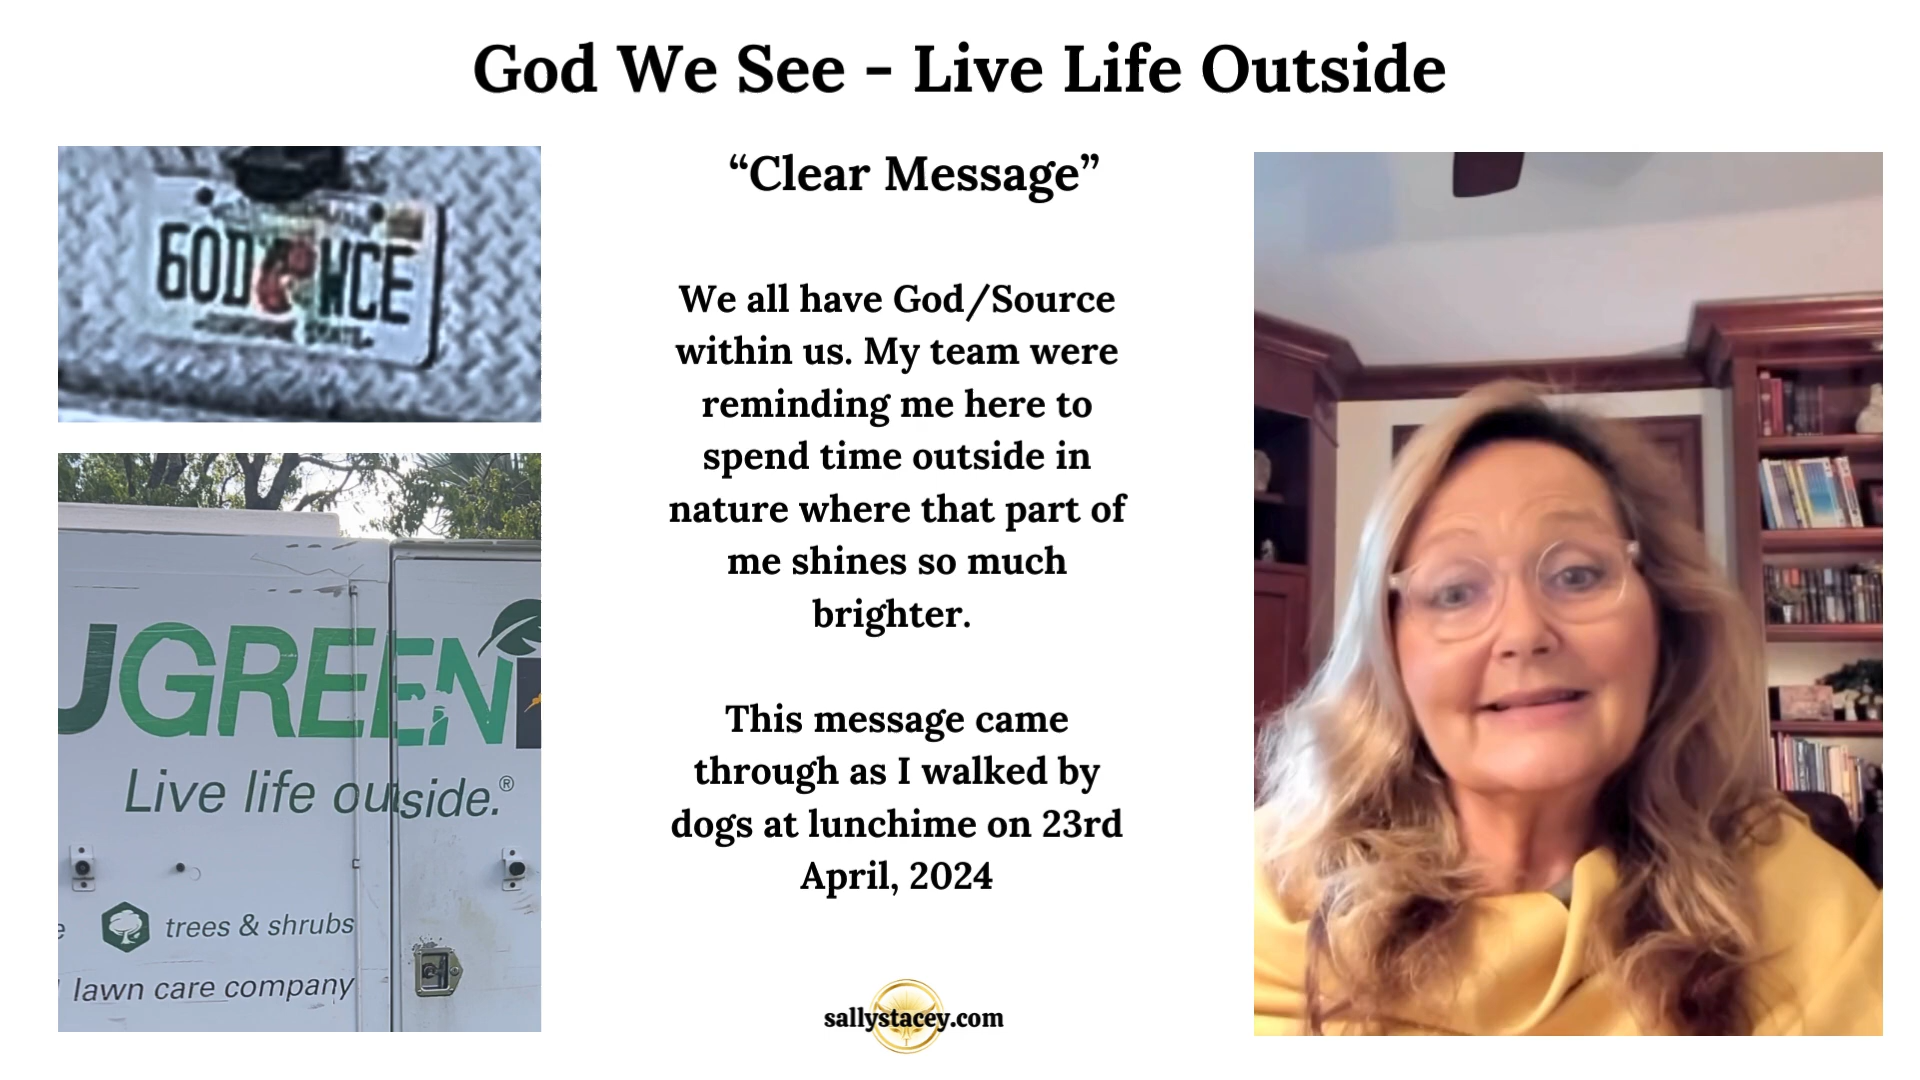 God We See - Live Life Outside
“Clear Message”
GOD WCE
SUNSHINE STATE
We all have God/Source
within us. My team were
reminding me here to
spend time outside in
nature where that part of
me shines so much
brighter.
This message came
through as I walked by
dogs at lunchime on 23rd
April, 2024
UGREEN
Live life outside.®
trees & shrubs
lawn care company
sallystacey.com